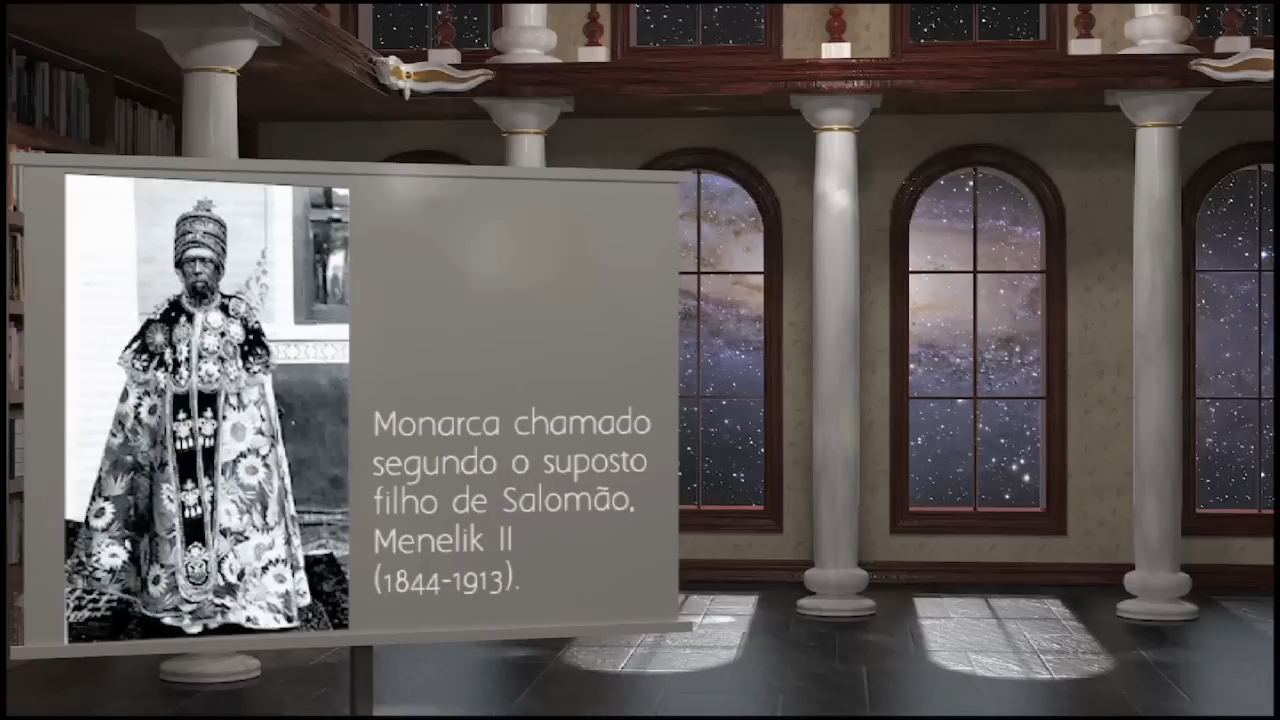 Monarca chamado
segundo o suposto
filho de Salomão,
Menelik II
(1844-1913).